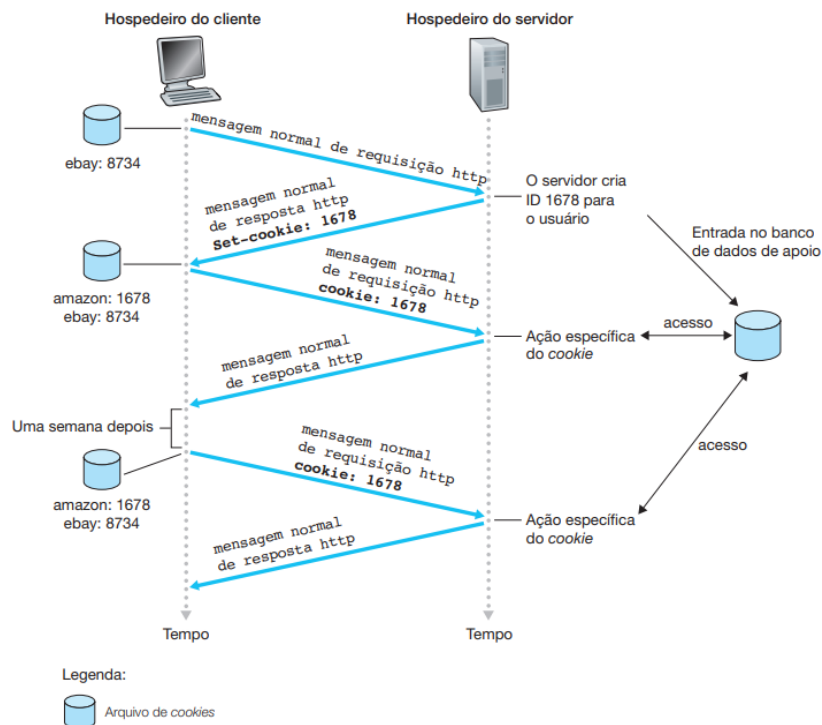 Hospedeiro do cliente
Hospedeiro do servidor
mensagem normal de requisição http
ebay: 8734
O servidor cria
ID 1678 para
o usuário
mensagem normal
de resposta http
Set-cookie: 1678
Entrada no banco
de dados de apoio
amazon: 1678
ebay: 8734
mensagem normal
de requisição http
cookie: 1678
Ação específica
do cookie
acesso
mensagem normal
de resposta http
Uma semana depois
acesso
mensagem normal
de requisição http
cookie: 1678
amazon: 1678
ebay: 8734
Ação específica
do cookie
mensagem normal
de resposta http
Tempo
Tempo
Legenda:
Arquivo de cookies